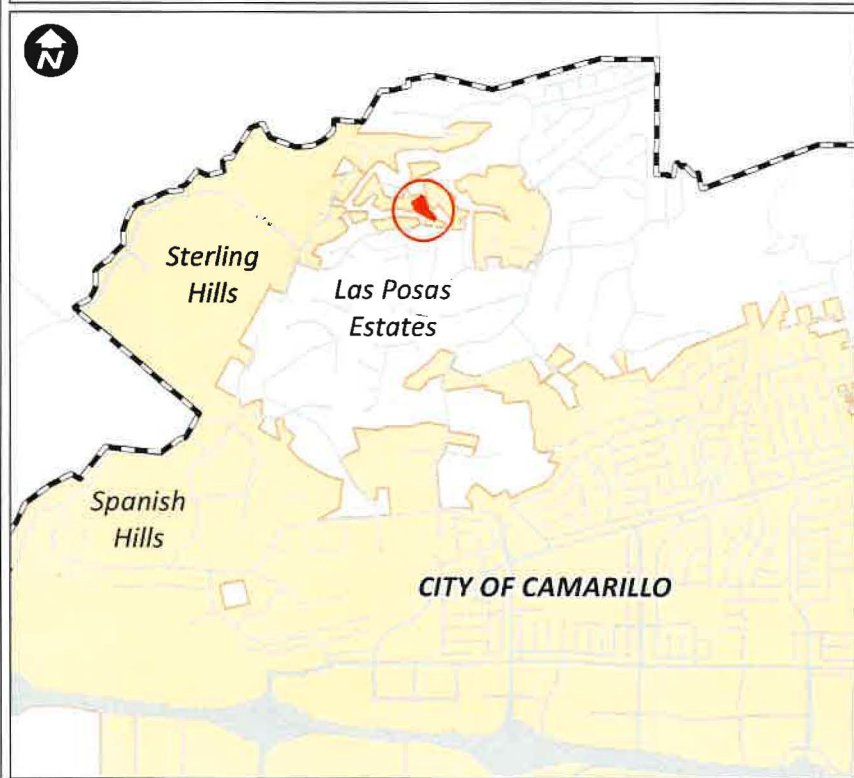 N
Sterling
Hills
Las Posas
Estates
Spanish
Hills
CITY OF CAMARILLO